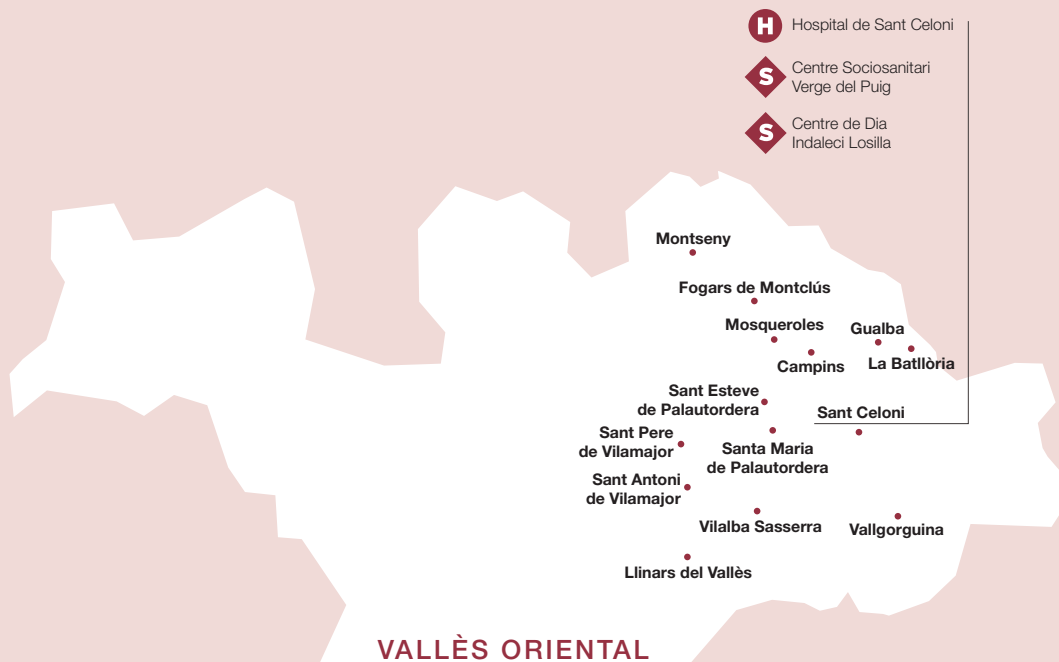 H Hospital de Sant Celoni
S Centre Sociosanitari
Verge del Puig
S Centre de Dia
Indaleci Losilla
Montseny
Fogars de Montclús
Mosqueroles
Gualba
Campins
La Batllòria
Sant Esteve
de Palautordera
Sant Celoni
Sant Pere
de Vilamajor
Santa Maria
de Palautordera
Sant Antoni
de Vilamajor
Vilalba Sasserra
Vallgorguina
Llinars del Vallès
VALLÈS ORIENTAL